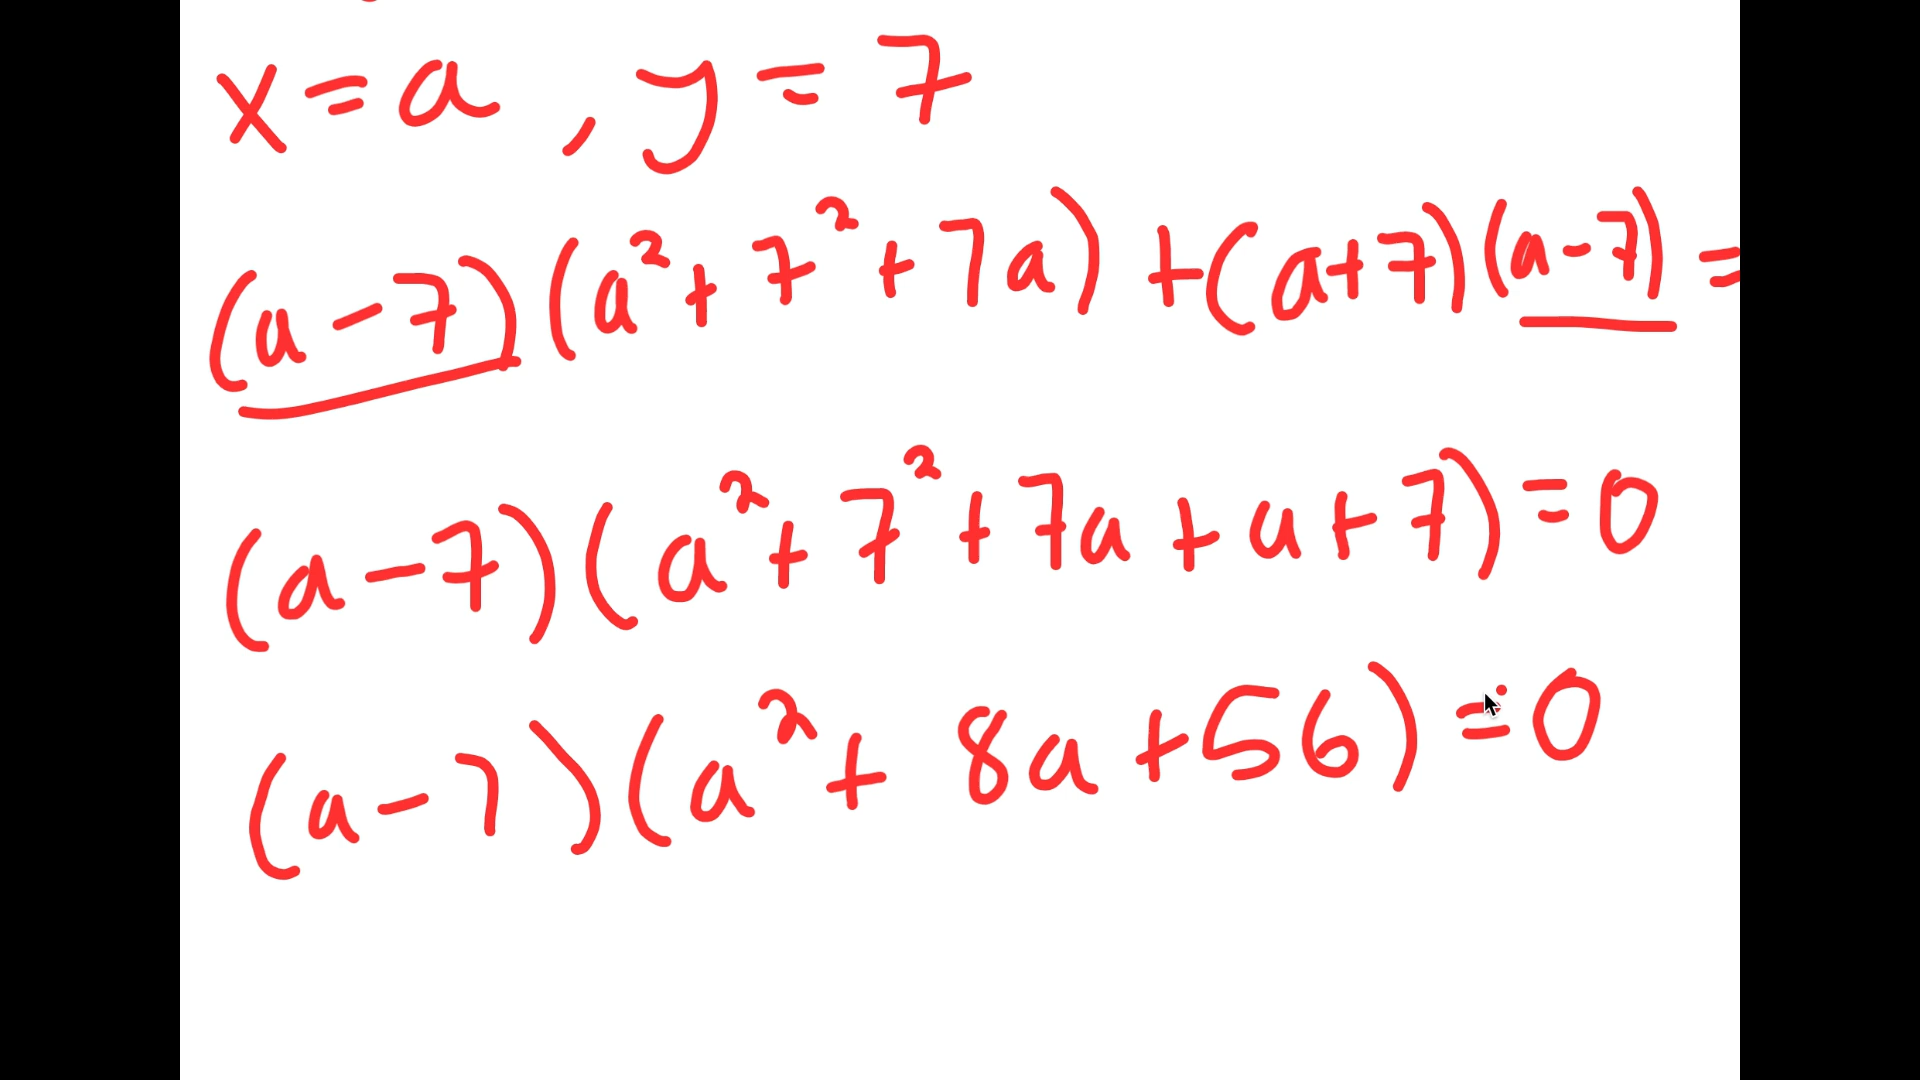 x = a , y = 7
(a - 7)(a² + 7² + 7a) + (a + 7)(a - 7) =
(a - 7)(a² + 7² + 7a + a + 7) = 0
(a - 7)(a² + 8a + 56) = 0